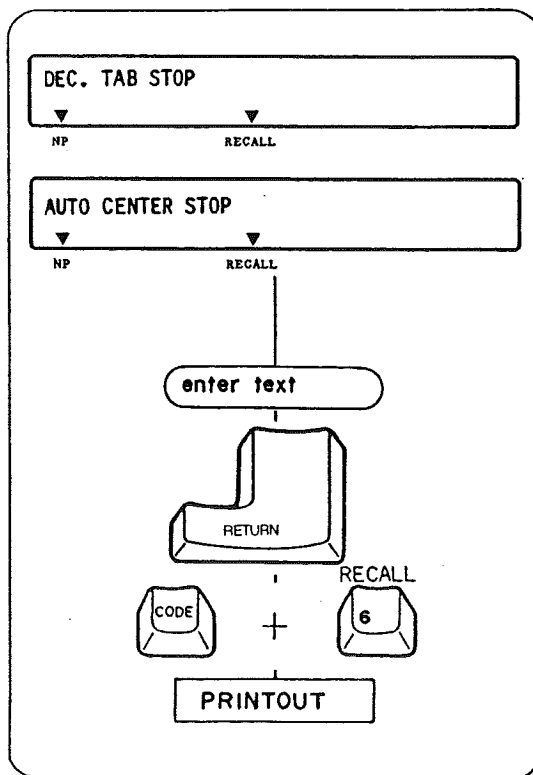 DEC. TAB STOP
NP RECALL
AUTO CENTER STOP
NP RECALL
enter text
RETURN
RECALL
CODE + 6
PRINTOUT